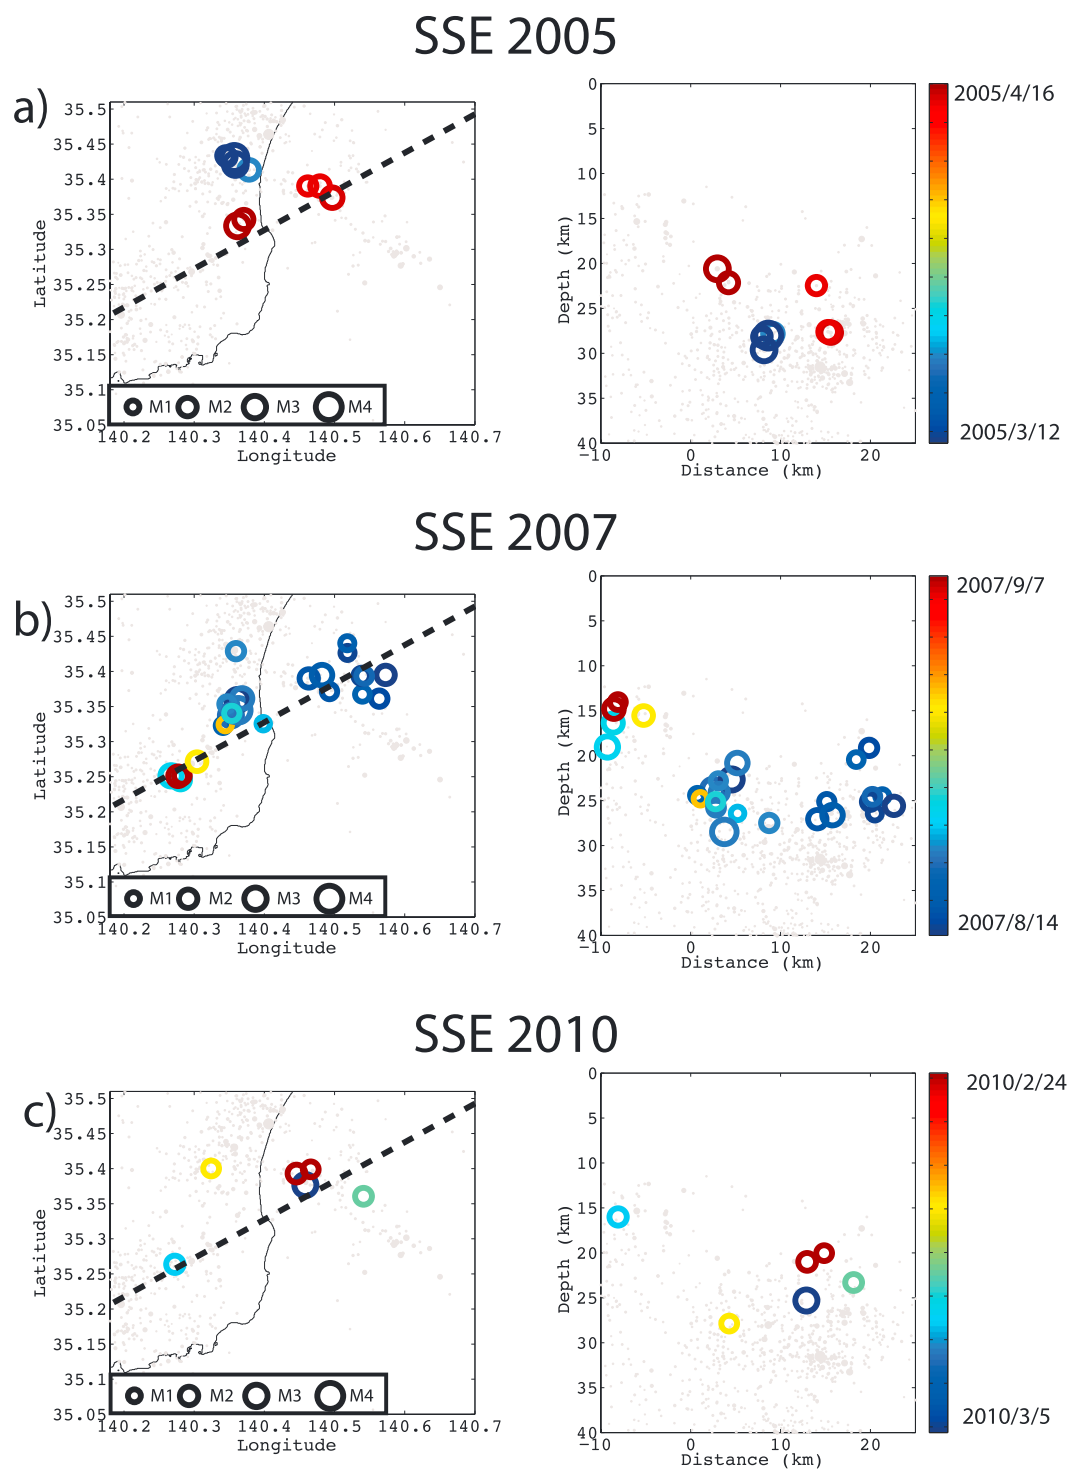 SSE 2005
a)
35.5
35.45
35.4
35.35
35.3
35.25
35.2
35.15
35.1
35.05
Latitude
M1 M2 M3 M4
140.2 140.3 140.4 140.5 140.6 140.7
Longitude
0
5
10
15
20
25
30
35
40
Depth (km)
-10 0 10 20
Distance (km)
2005/4/16
2005/3/12
SSE 2007
b)
35.5
35.45
35.4
35.35
35.3
35.25
35.2
35.15
35.1
35.05
Latitude
M1 M2 M3 M4
140.2 140.3 140.4 140.5 140.6 140.7
Longitude
0
5
10
15
20
25
30
35
40
Depth (km)
-10 0 10 20
Distance (km)
2007/9/7
2007/8/14
SSE 2010
c)
35.5
35.45
35.4
35.35
35.3
35.25
35.2
35.15
35.1
35.05
Latitude
M1 M2 M3 M4
140.2 140.3 140.4 140.5 140.6 140.7
Longitude
0
5
10
15
20
25
30
35
40
Depth (km)
-10 0 10 20
Distance (km)
2010/2/24
2010/3/5